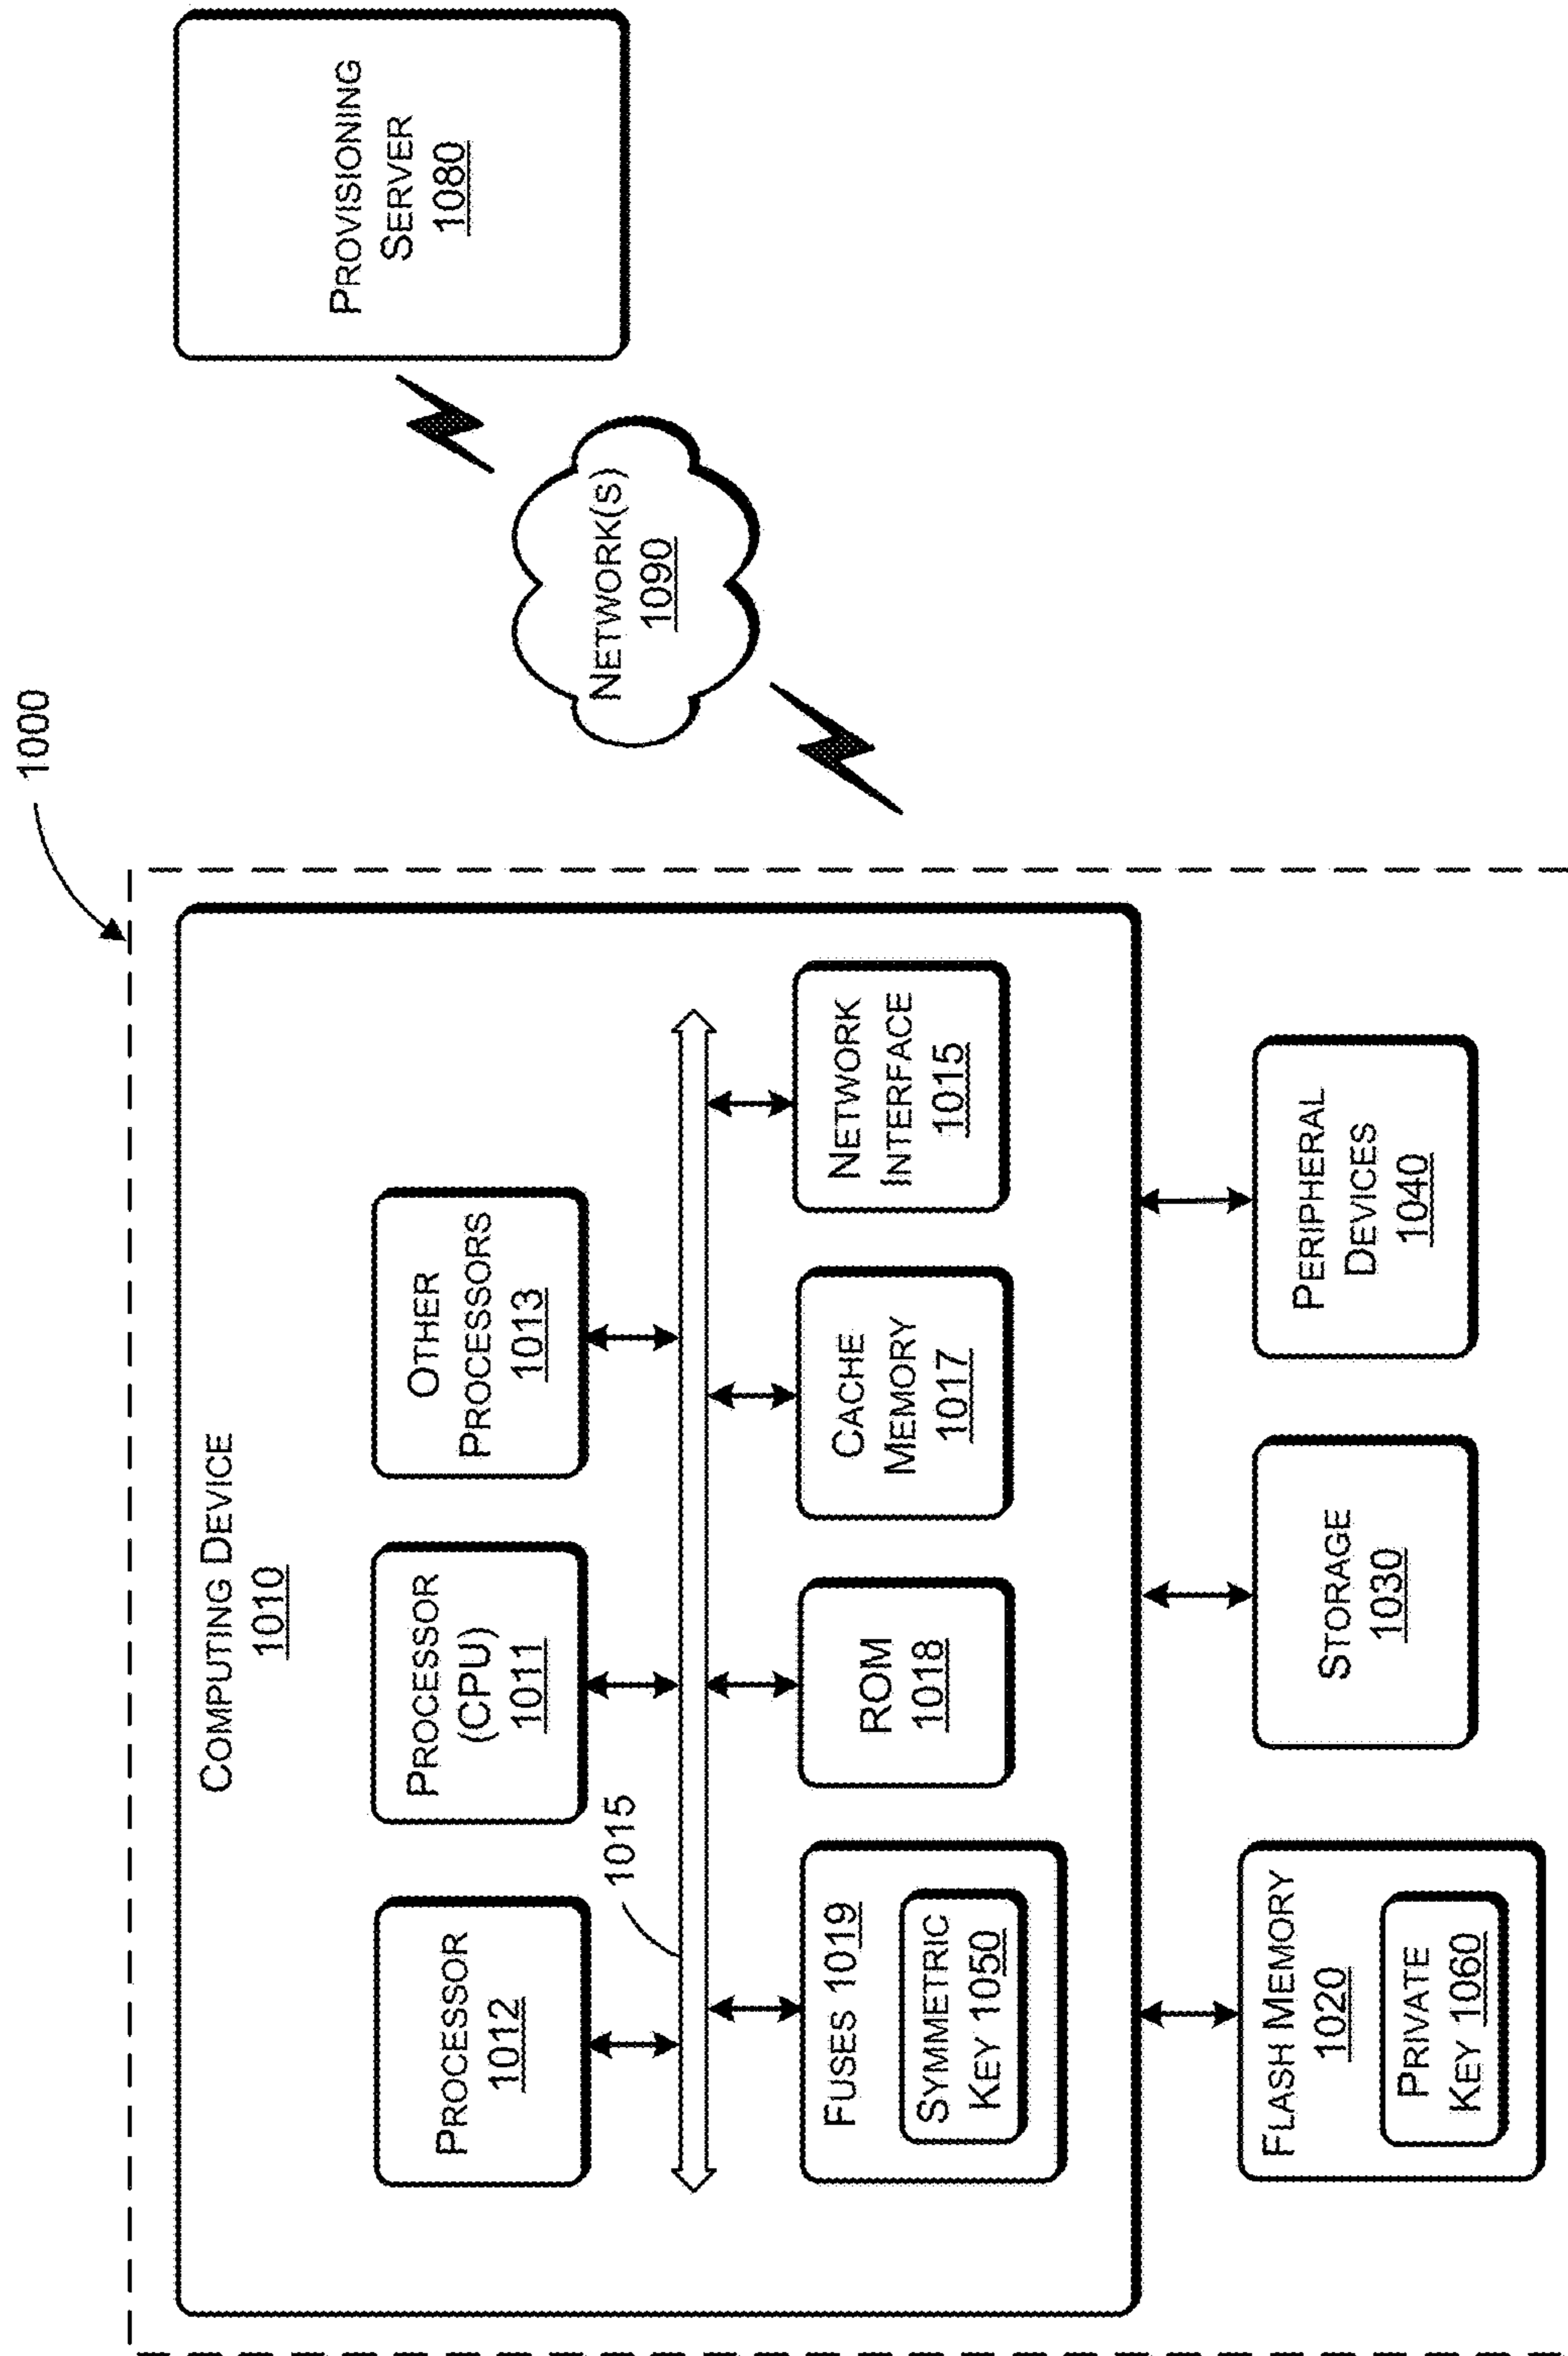 1000
COMPUTING DEVICE
1010
PROCESSOR
1012
PROCESSOR
(CPU)
1011
OTHER
PROCESSORS
1013
1015
FUSES 1019
SYMMETRIC
KEY 1050
ROM
1018
CACHE
MEMORY
1017
NETWORK
INTERFACE
1015
FLASH MEMORY
1020
PRIVATE
KEY 1060
STORAGE
1030
PERIPHERAL
DEVICES
1040
NETWORK(S)
1090
PROVISIONING
SERVER
1080